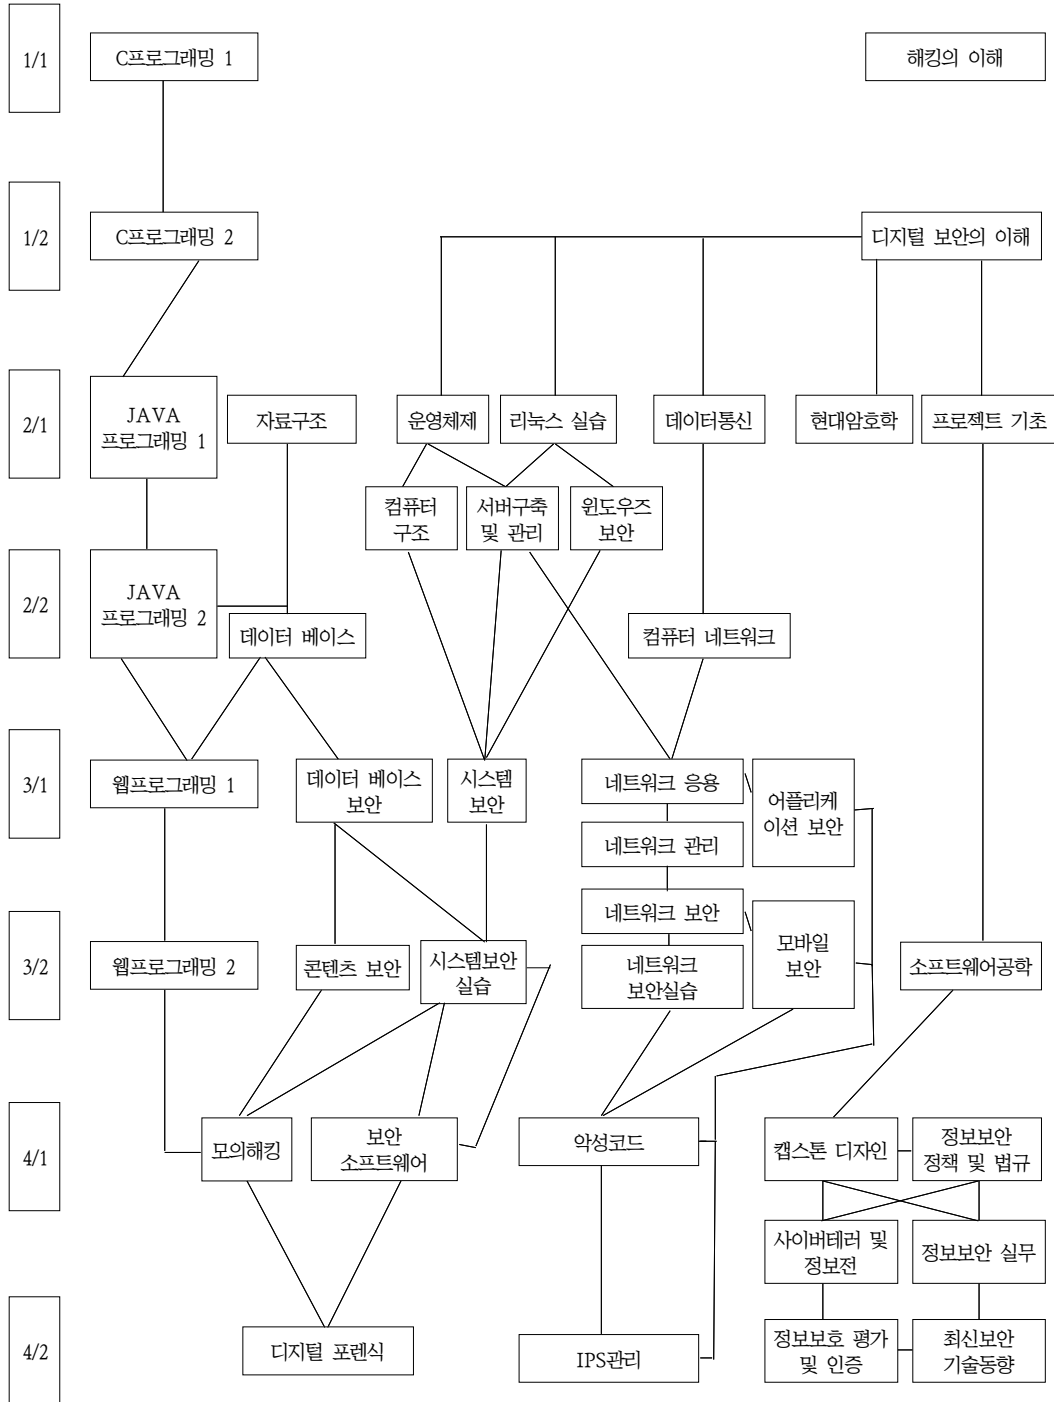 1/1
C프로그래밍 1
해킹의 이해
1/2
C프로그래밍 2
디지털 보안의 이해
2/1
JAVA
프로그래밍 1
자료구조
운영체제
리눅스 실습
데이터통신
현대암호학
프로젝트 기초
컴퓨터
구조
서버구축
및 관리
윈도우즈
보안
2/2
JAVA
프로그래밍 2
데이터 베이스
컴퓨터 네트워크
3/1
웹프로그래밍 1
데이터 베이스
보안
시스템
보안
네트워크 응용
어플리케
이션 보안
네트워크 관리
3/2
웹프로그래밍 2
콘텐츠 보안
시스템보안
실습
네트워크 보안
네트워크
보안실습
모바일
보안
소프트웨어공학
4/1
모의해킹
보안
소프트웨어
악성코드
캡스톤 디자인
정보보안
정책 및 법규
사이버테러 및
정보전
정보보안 실무
4/2
디지털 포렌식
IPS관리
정보보호 평가
및 인증
최신보안
기술동향